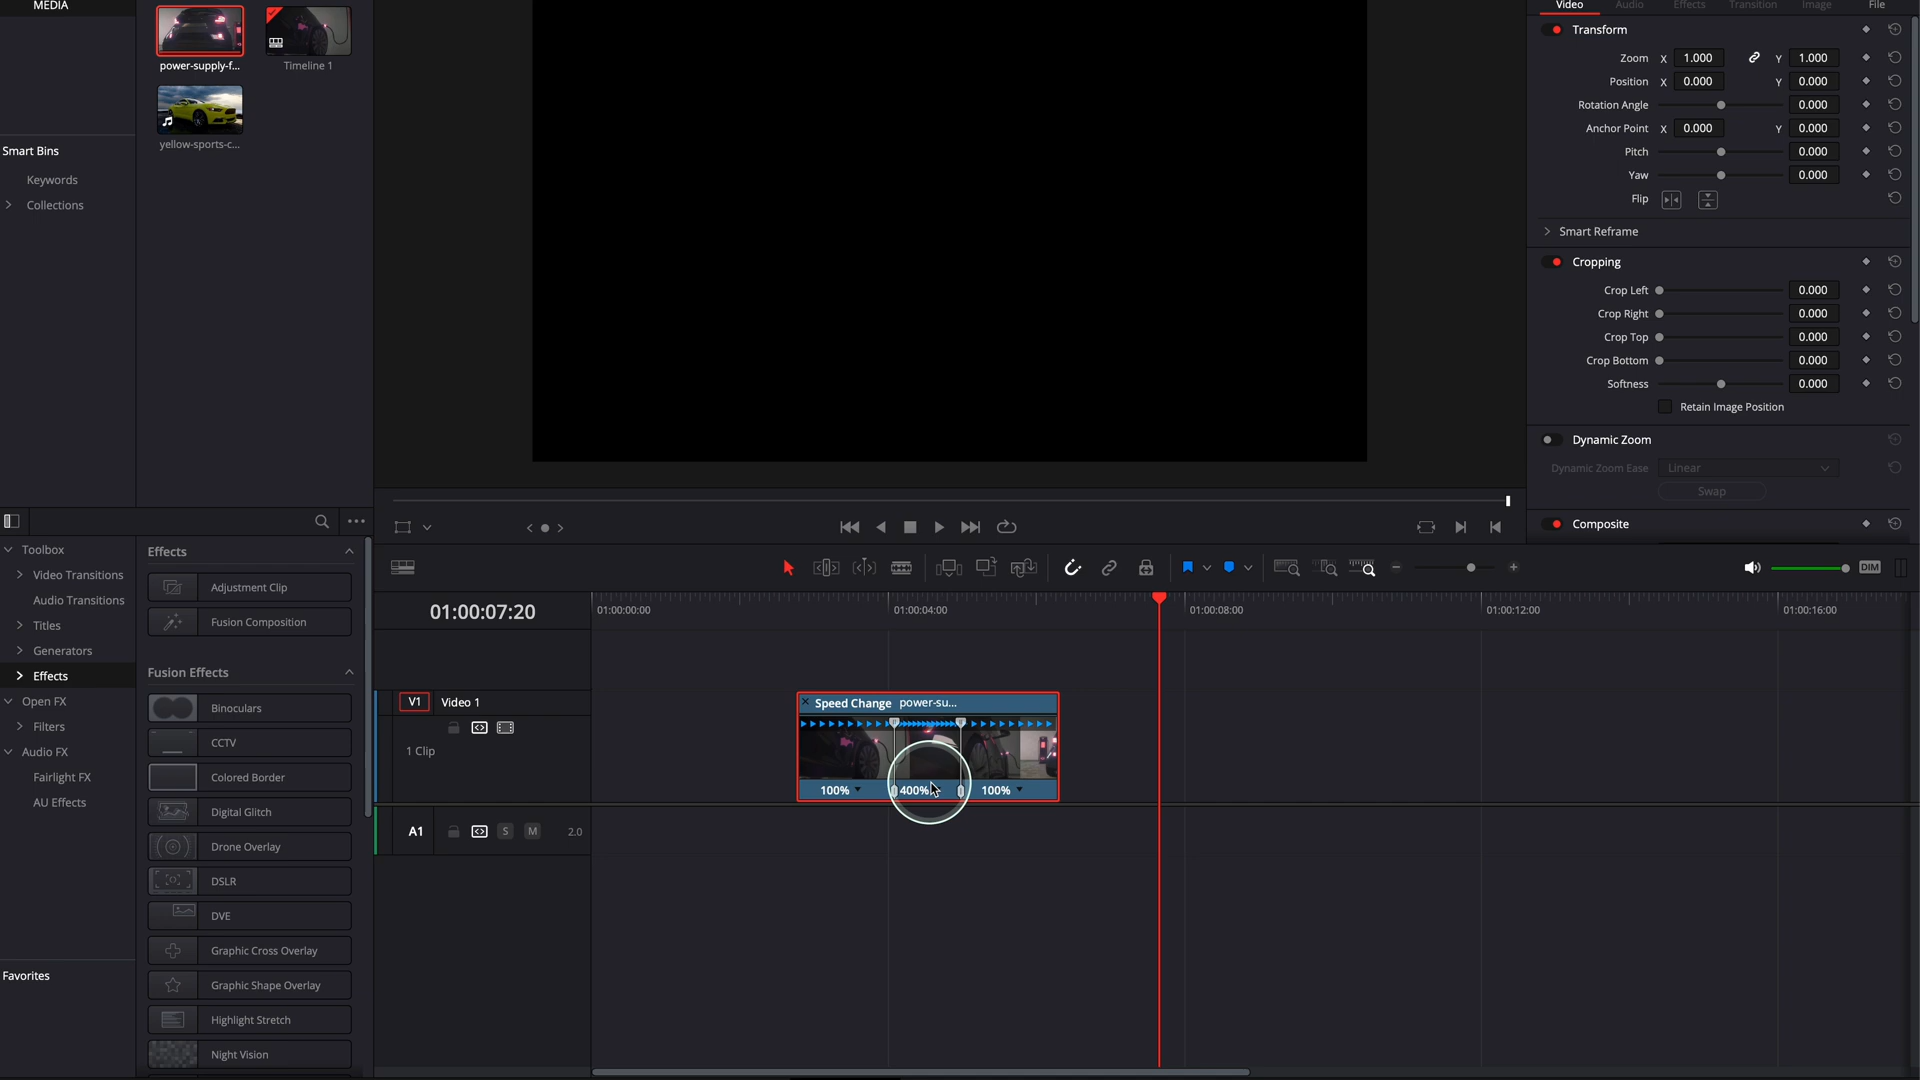 MEDIA
power-supply-f...
Timeline 1
yellow-sports-c...
Smart Bins
Keywords
Collections
Video Audio Effects Transition Image File
Transform
Zoom X 1.000 Y 1.000
Position X 0.000 Y 0.000
Rotation Angle 0.000
Anchor Point X 0.000 Y 0.000
Pitch 0.000
Yaw 0.000
Flip
Smart Reframe
Cropping
Crop Left 0.000
Crop Right 0.000
Crop Top 0.000
Crop Bottom 0.000
Softness 0.000
Retain Image Position
Dynamic Zoom
Dynamic Zoom Ease Linear
Swap
Composite
Toolbox
Video Transitions
Audio Transitions
Titles
Generators
Effects
Open FX
Filters
Audio FX
Fairlight FX
AU Effects
Favorites
Effects
Adjustment Clip
Fusion Composition
Fusion Effects
Binoculars
CCTV
Colored Border
Digital Glitch
Drone Overlay
DSLR
DVE
Graphic Cross Overlay
Graphic Shape Overlay
Highlight Stretch
Night Vision
DIM
01:00:07:20
01:00:00:00 01:00:04:00 01:00:08:00 01:00:12:00 01:00:16:00
V1 Video 1
1 Clip
Speed Change power-su...
100% 400% 100%
A1 S M 2.0